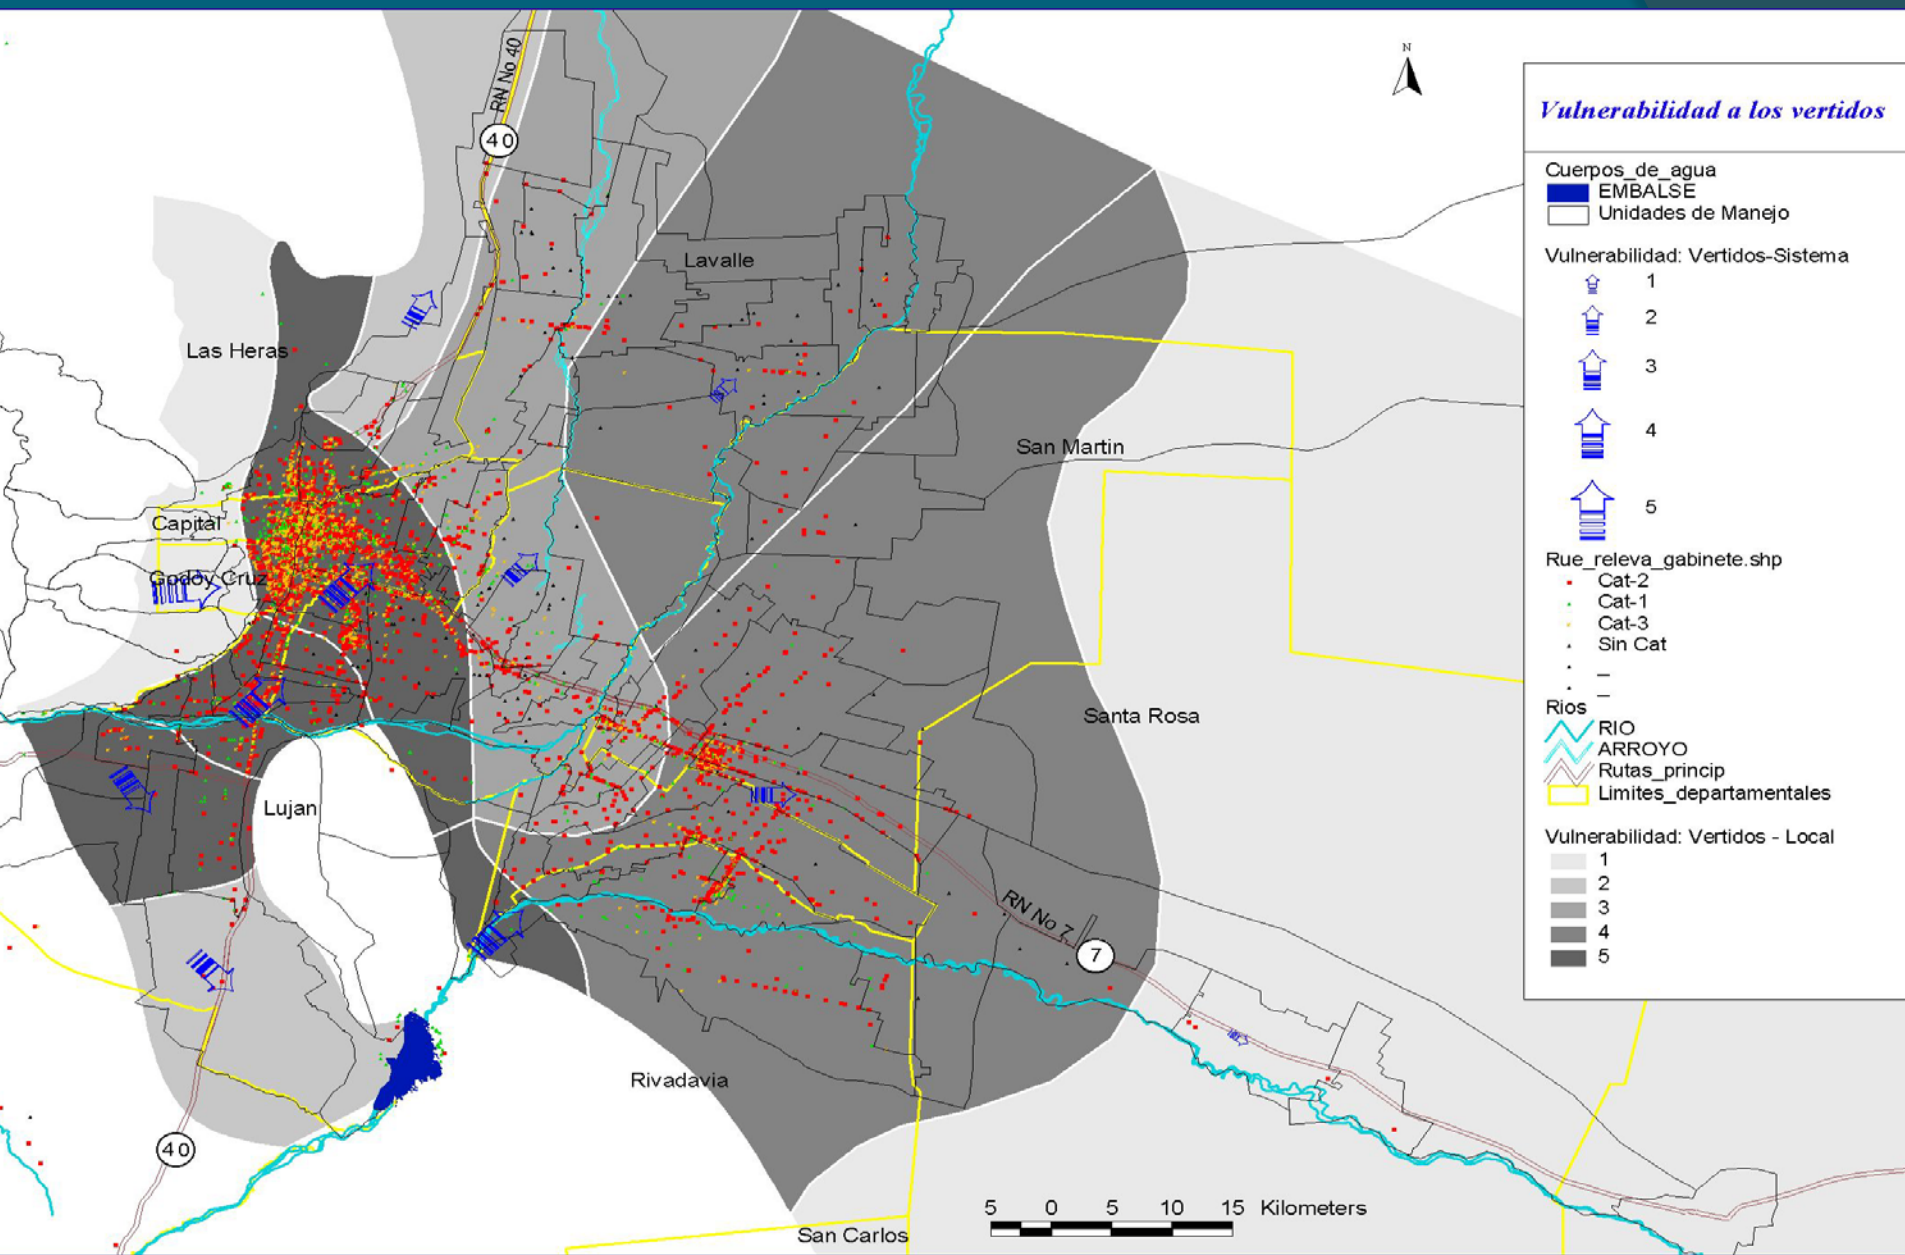 RN No 40
40
N
Lavalle
Las Heras
San Martin
Capital
Godoy Cruz
Santa Rosa
Lujan
RN No 7
7
Rivadavia
40
San Carlos
5 0 5 10 15 Kilometers
Vulnerabilidad a los vertidos
Cuerpos_de_agua
EMBALSE
Unidades de Manejo
Vulnerabilidad: Vertidos-Sistema
1
2
3
4
5
Rue_releva_gabinete.shp
Cat-2
Cat-1
Cat-3
Sin Cat
_
_
Rios
RIO
ARROYO
Rutas_princip
Limites_departamentales
Vulnerabilidad: Vertidos - Local
1
2
3
4
5